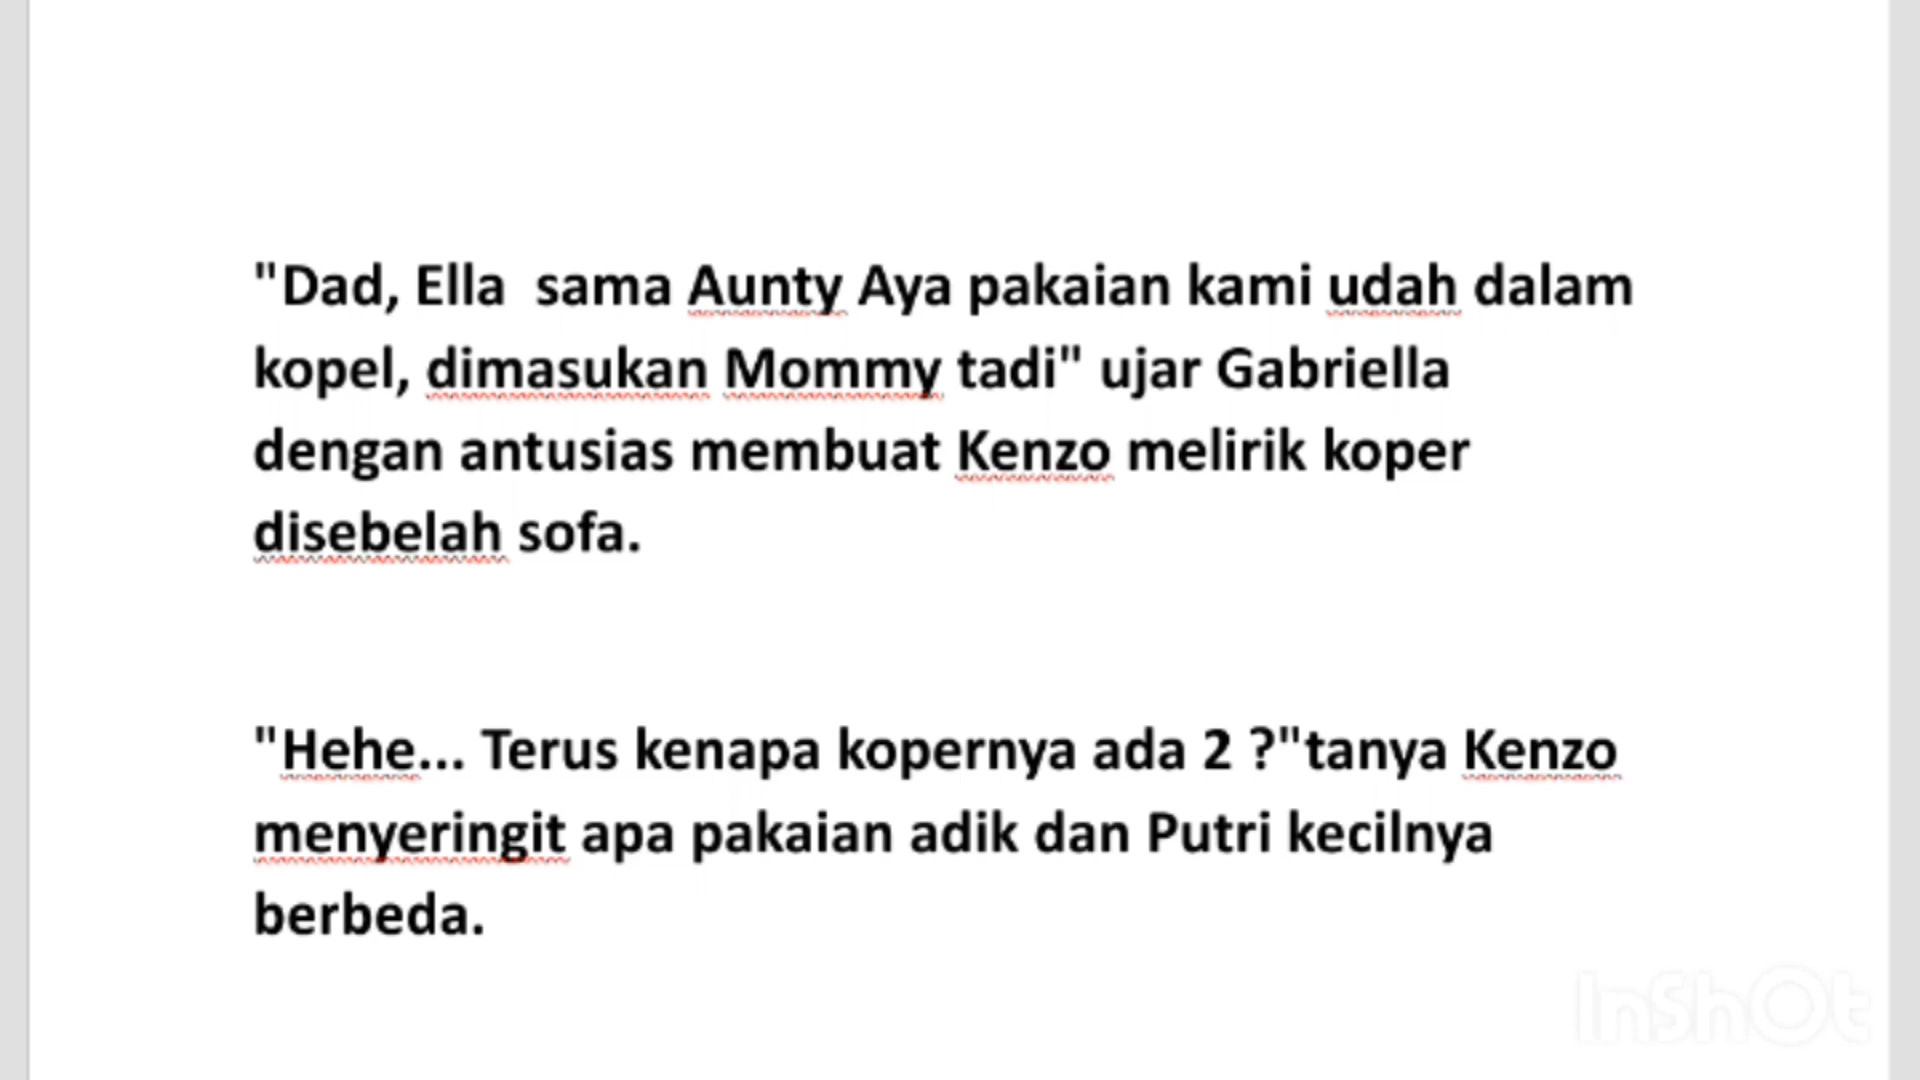 "Dad, Ella  sama Aunty Aya pakaian kami udah dalam
kopel, dimasukan Mommy tadi" ujar Gabriella
dengan antusias membuat Kenzo melirik koper
disebelah sofa.
"Hehe... Terus kenapa kopernya ada 2 ?"tanya Kenzo
menyeringit apa pakaian adik dan Putri kecilnya
berbeda.
InShOt